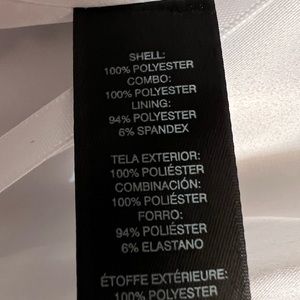 SHELL:
100% POLYESTER
COMBO:
100% POLYESTER
LINING:
94% POLYESTER
6% SPANDEX
TELA EXTERIOR:
100% POLIÉSTER
COMBINACIÓN:
100% POLIÉSTER
FORRO:
94% POLIÉSTER
6% ELASTANO
ÉTOFFE EXTÉRIEURE:
100% POLYESTER